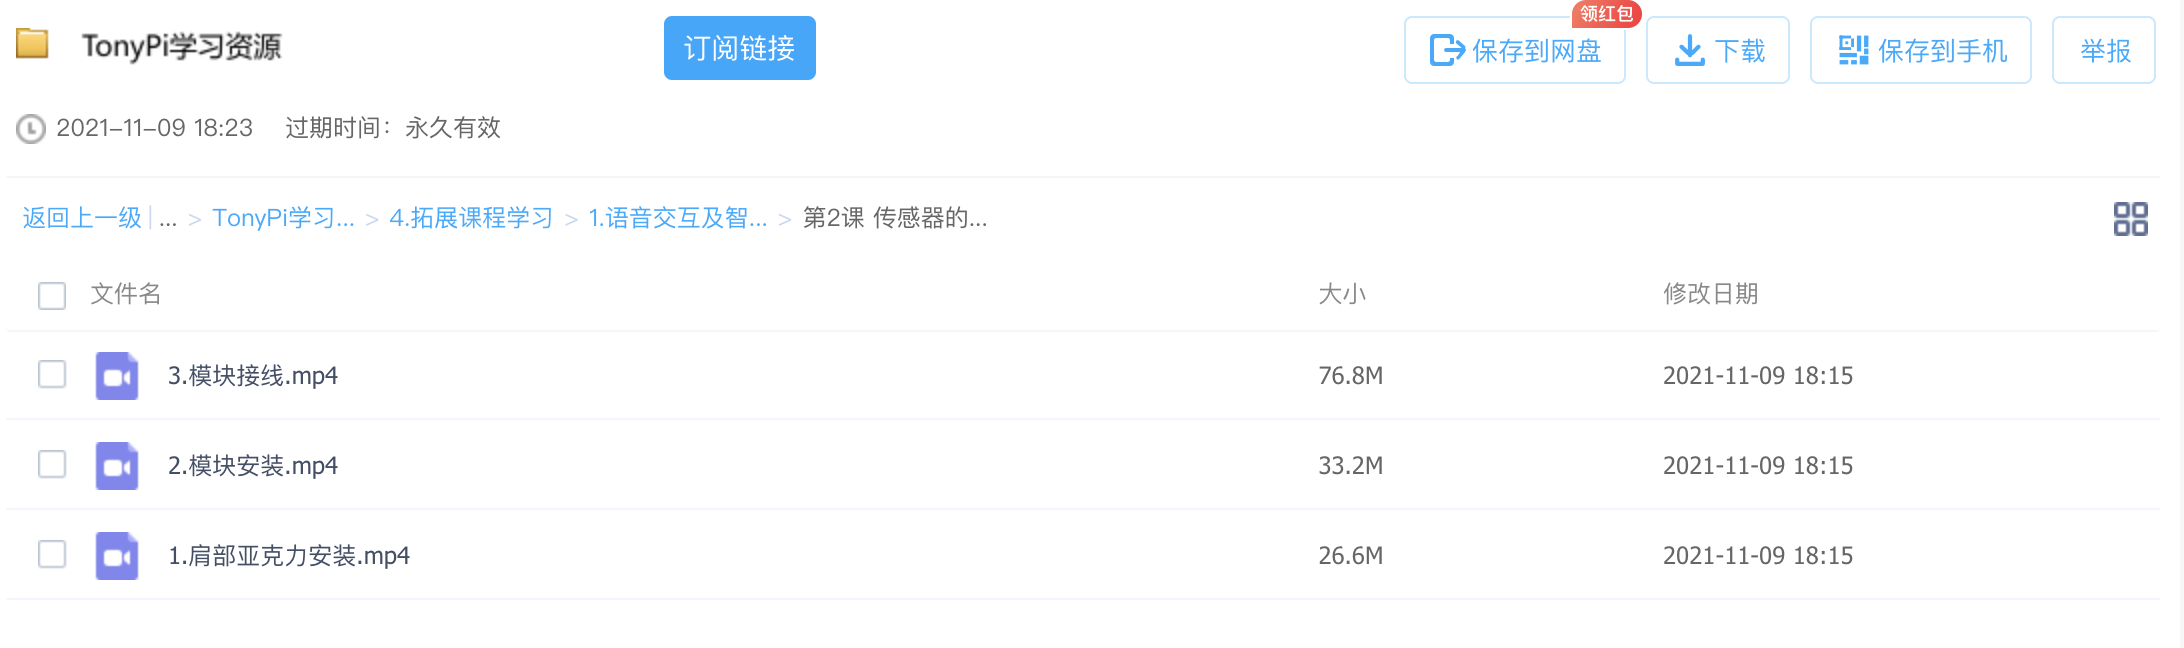 TonyPi学习资源
订阅链接
领红包
保存到网盘
下载
保存到手机
举报
2021-11-09 18:23 过期时间：永久有效
返回上一级 | ... > TonyPi学习... > 4.拓展课程学习 > 1.语音交互及智... > 第2课 传感器的...
文件名 大小 修改日期
3.模块接线.mp4 76.8M 2021-11-09 18:15
2.模块安装.mp4 33.2M 2021-11-09 18:15
1.肩部亚克力安装.mp4 26.6M 2021-11-09 18:15